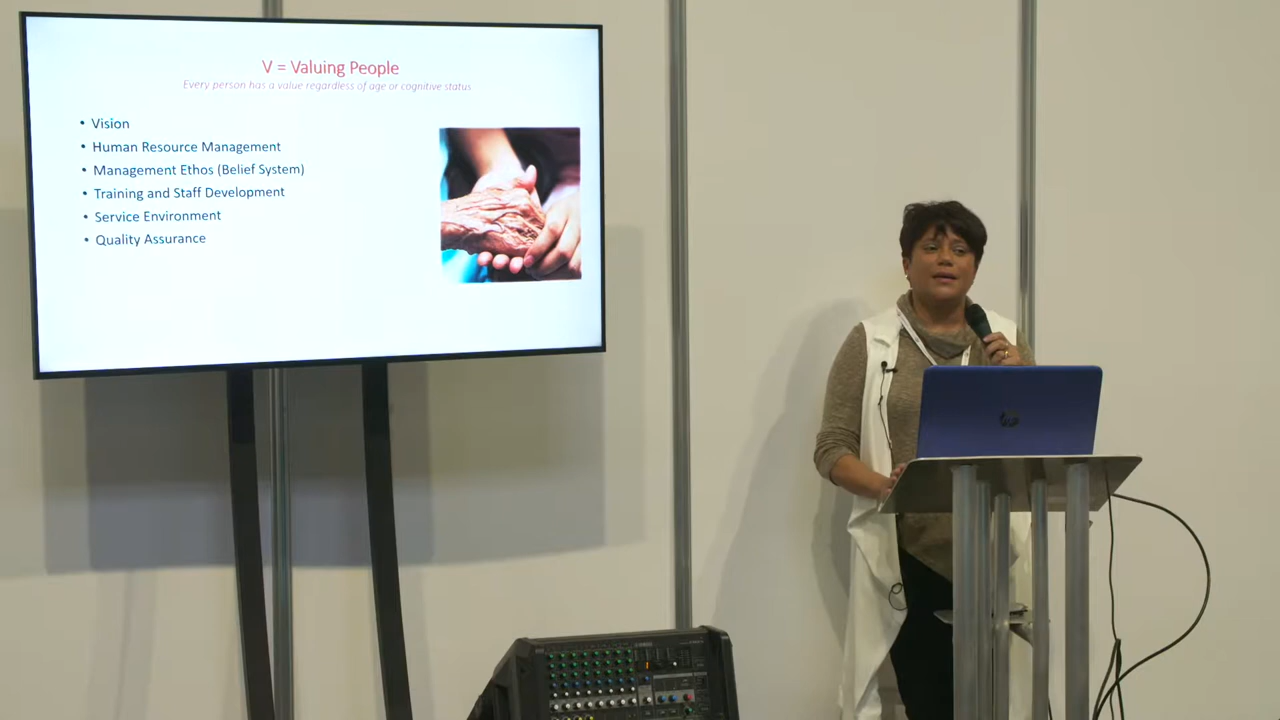 V = Valuing People
Every person has a value regardless of age or cognitive status
• Vision
• Human Resource Management
• Management Ethos (Belief System)
• Training and Staff Development
• Service Environment
• Quality Assurance
hp